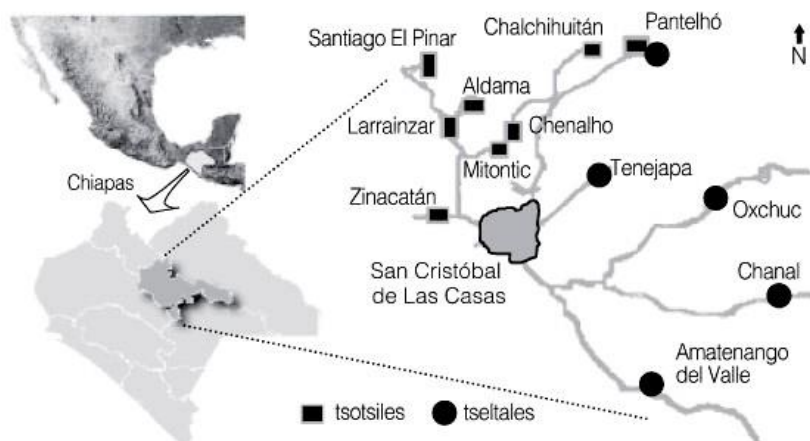 Santiago El Pinar
Chalchihuitán
Pantelhó
N
Aldama
Larrainzar
Chenalho
Mitontic
Tenejapa
Chiapas
Zinacatán
Oxchuc
San Cristóbal
de Las Casas
Chanal
Amatenango
del Valle
tsotsiles
tseltales